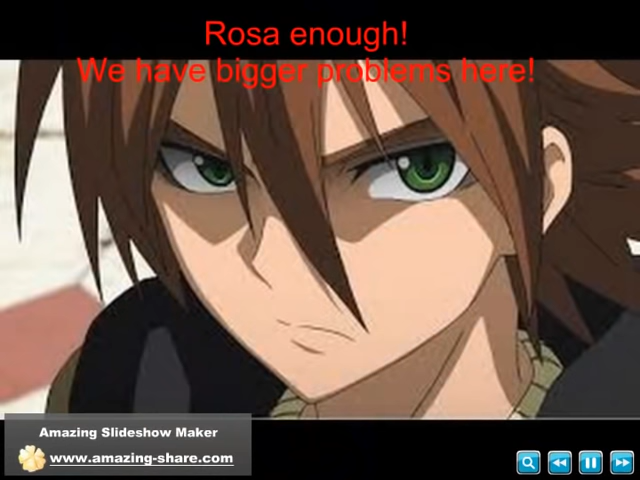 Rosa enough!
We have bigger problems here!
Amazing Slideshow Maker
www.amazing-share.com